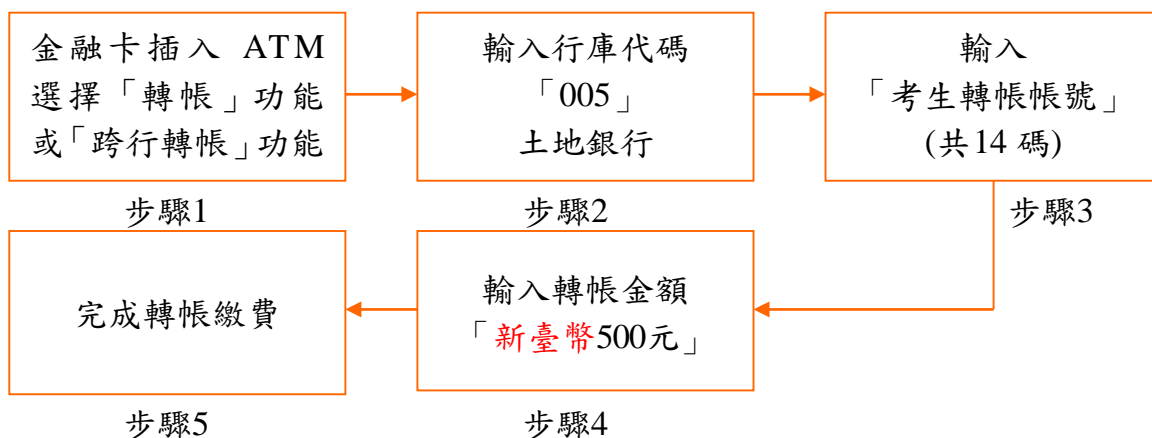 金融卡插入 ATM
選擇「轉帳」功能
或「跨行轉帳」功能
步驟1
輸入行庫代碼
「005」
土地銀行
步驟2
輸入
「考生轉帳帳號」
(共14 碼)
步驟3
輸入轉帳金額
「新臺幣500元」
步驟4
完成轉帳繳費
步驟5